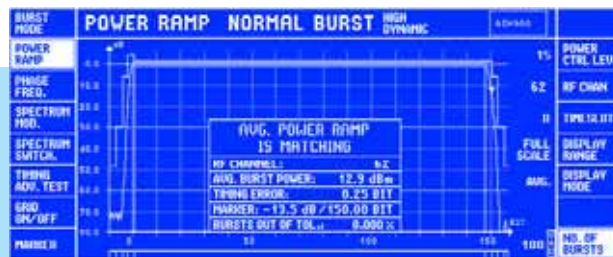 BURST MODE
POWER RAMP NORMAL BURST HIGH DYNAMIC
POWER RAMP
PHASE FREQ.
SPECTRUM MOD.
SPECTRUM SWITCH.
TIMING ADV. TEST
GRID ON/OFF
MARKER
AVG. POWER RAMP
IS MATCHING
RF CHANNEL: 62
AVG. BURST POWER: 12.9 dBm
TIMING ERROR: 0.25 BIT
MARKER: -13.5 dB/150.00 BIT
BURSTS OUT OF TOL.: 0.000 %
0 50 100 150
15 POWER CTRL LEV
62 RF CHAN
TIMESLOT
FULL SCALE DISPLAY RANGE
AVG. DISPLAY MODE
100 NO. OF BURSTS